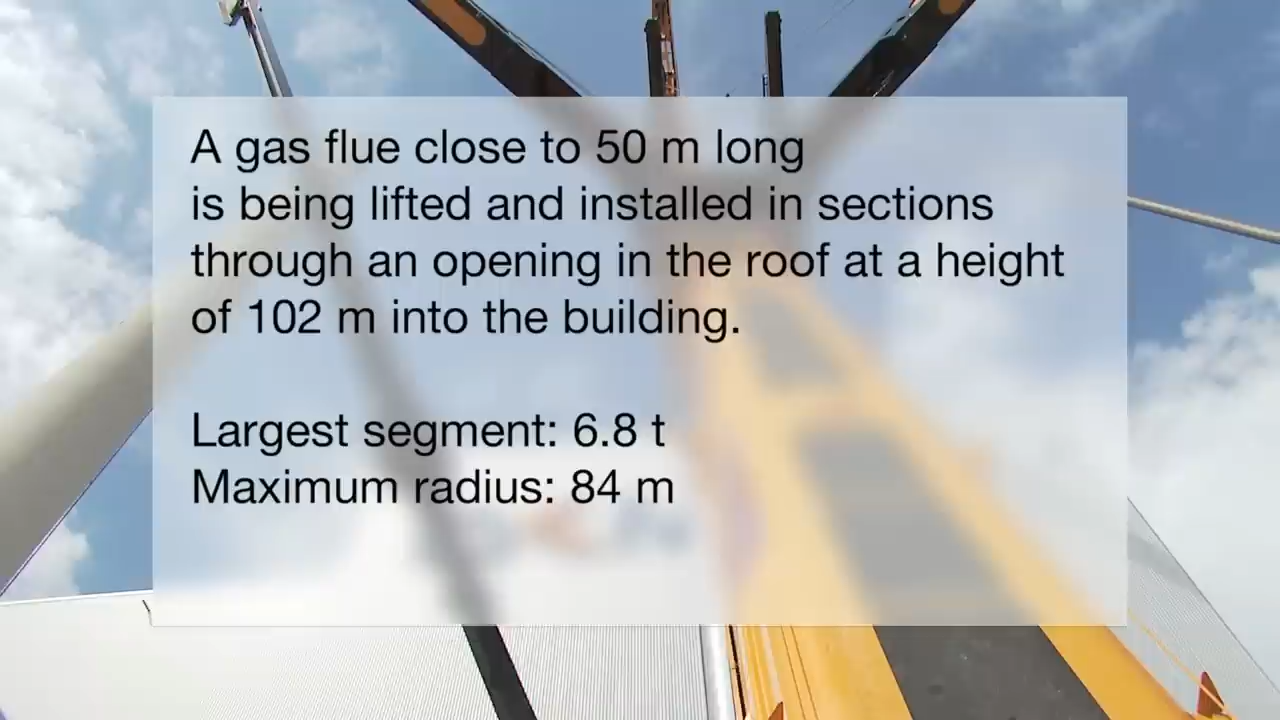 A gas flue close to 50 m long
is being lifted and installed in sections
through an opening in the roof at a height
of 102 m into the building.
Largest segment: 6.8 t
Maximum radius: 84 m